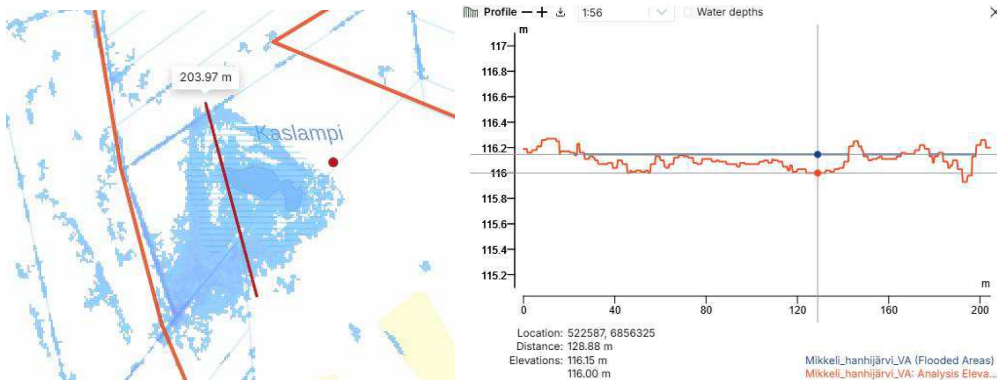 203.97 m
Kaslampi
Profile
1:56
Water depths
m
117
116.8
116.6
116.4
116.2
116
115.8
115.6
115.4
115.2
m
0
40
80
120
160
200
Location: 522587, 6856325
Distance: 128.88 m
Elevations: 116.15 m
116.00 m
Mikkeli_hanhijärvi_VA (Flooded Areas)
Mikkeli_hanhijärvi_VA: Analysis Eleva...